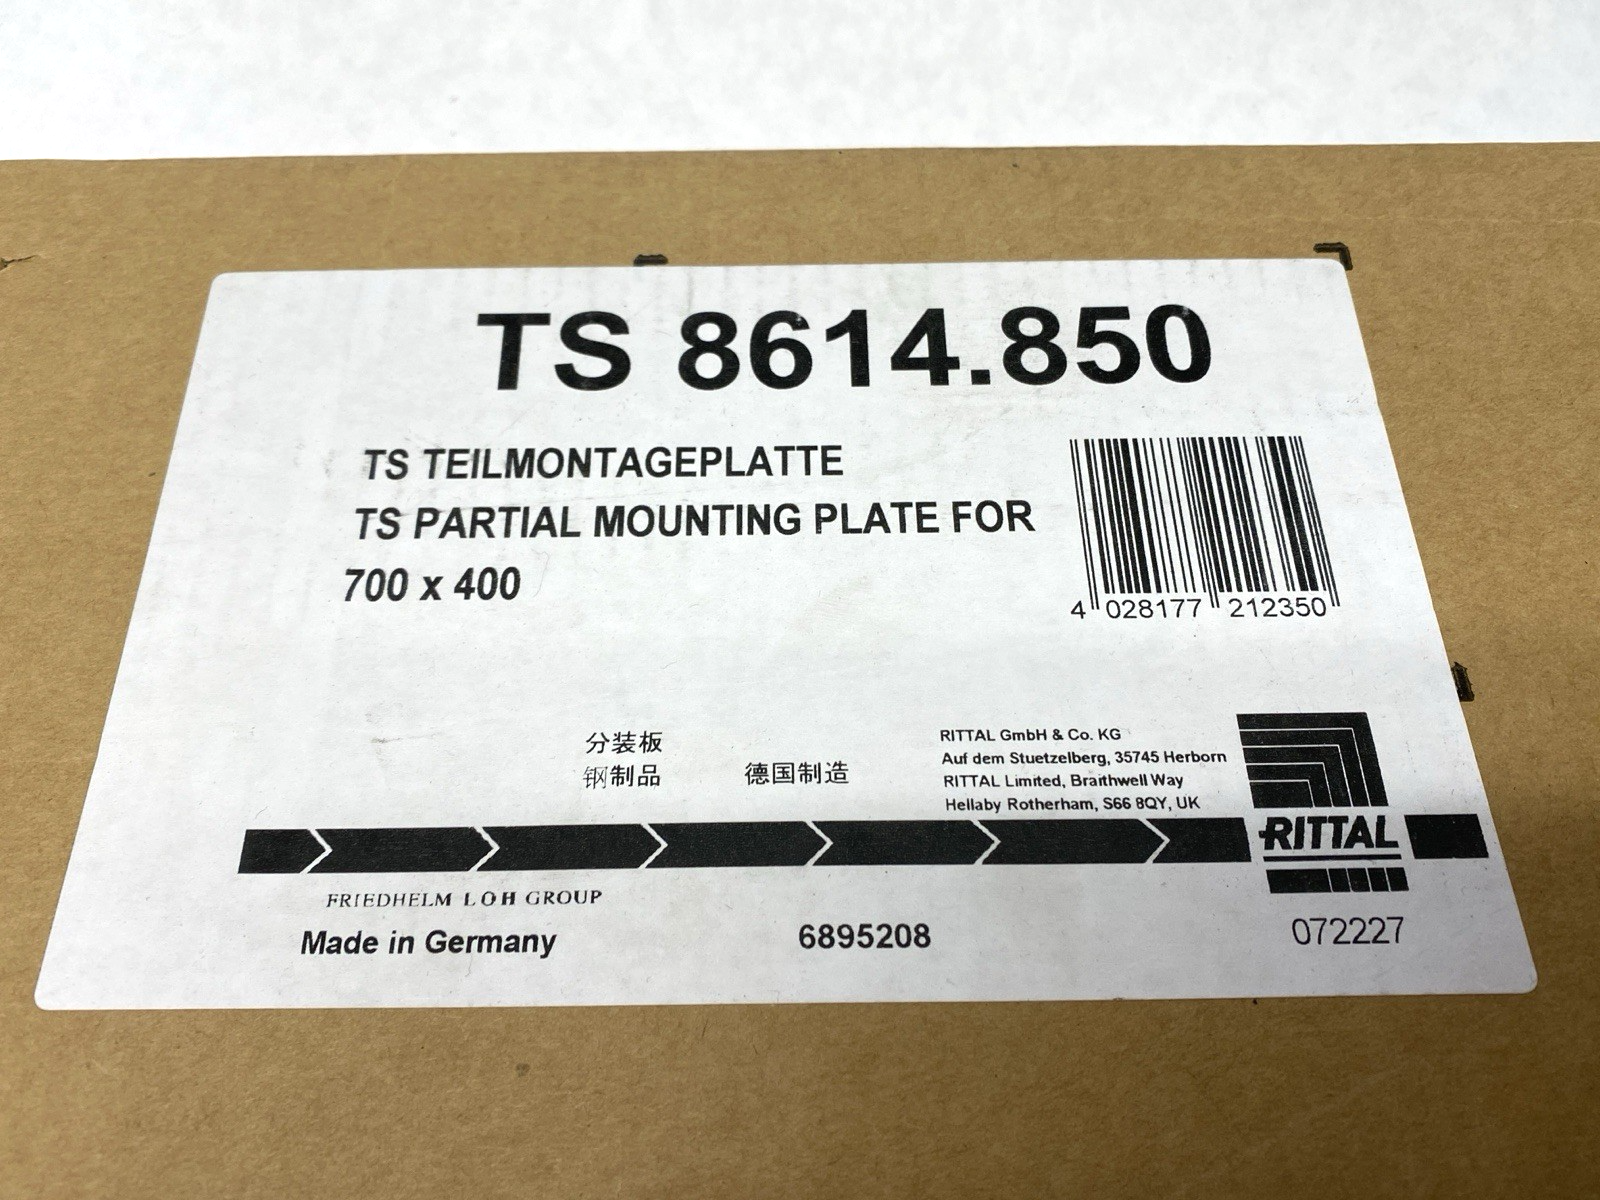 TS 8614.850
TS TEILMONTAGEPLATTE
TS PARTIAL MOUNTING PLATE FOR
700 x 400
4 028177 212350
分装板
钢制品
德国制造
RITTAL GmbH & Co. KG
Auf dem Stuetzelberg, 35745 Herborn
RITTAL Limited, Braithwell Way
Hellaby Rotherham, S66 8QY, UK
RITTAL
FRIEDHELM LOH GROUP
Made in Germany
6895208
072227